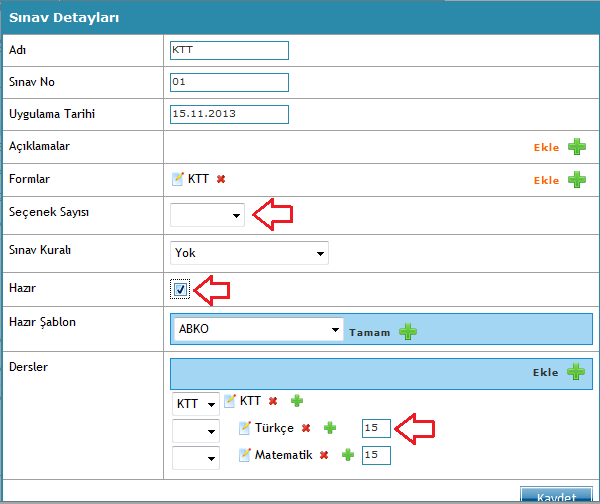 Sınav Detayları
Adı KTT
Sınav No 01
Uygulama Tarihi 15.11.2013
Açıklamalar Ekle
Formlar KTT Ekle
Seçenek Sayısı
Sınav Kuralı Yok
Hazır
Hazır Şablon ABKO Tamam
Dersler Ekle
KTT KTT
Türkçe 15
Matematik 15
Kaydet